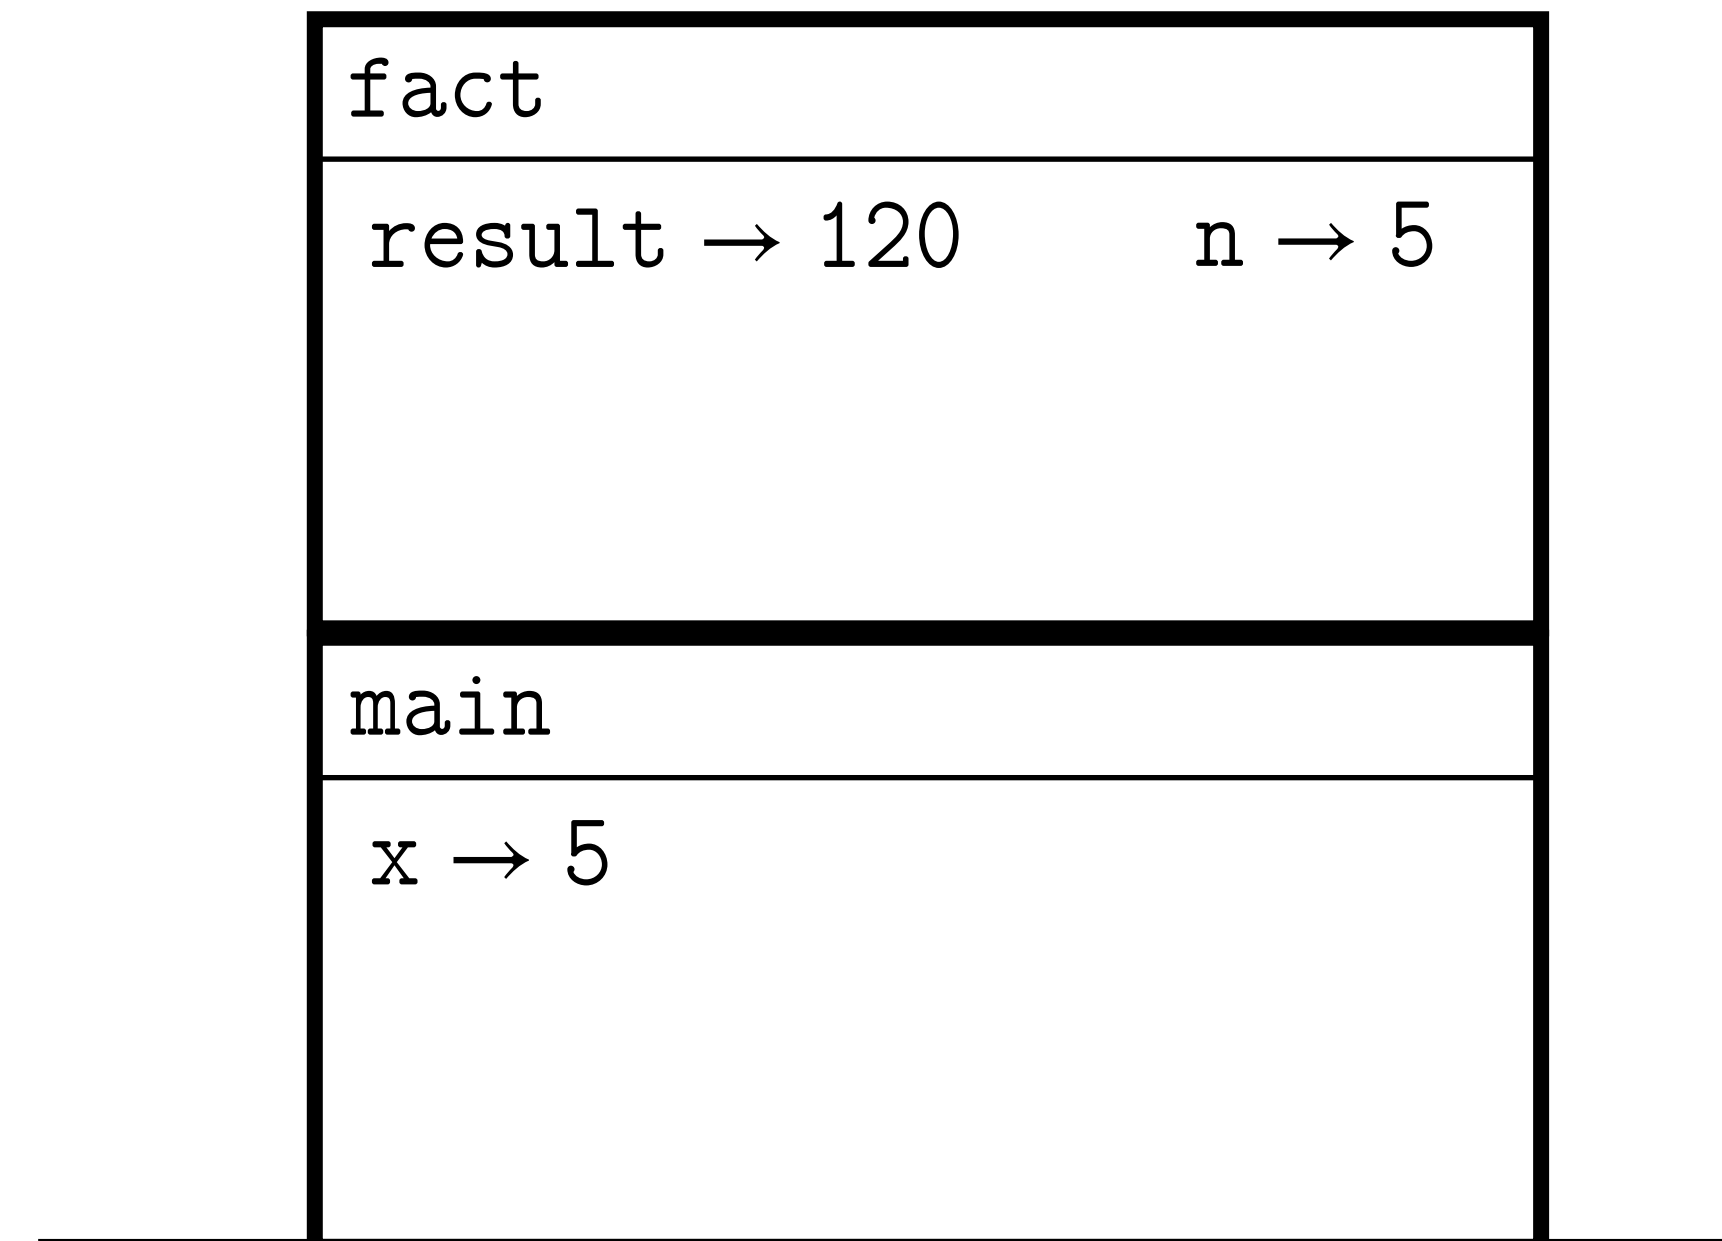 fact
result → 120 n → 5
main
x → 5